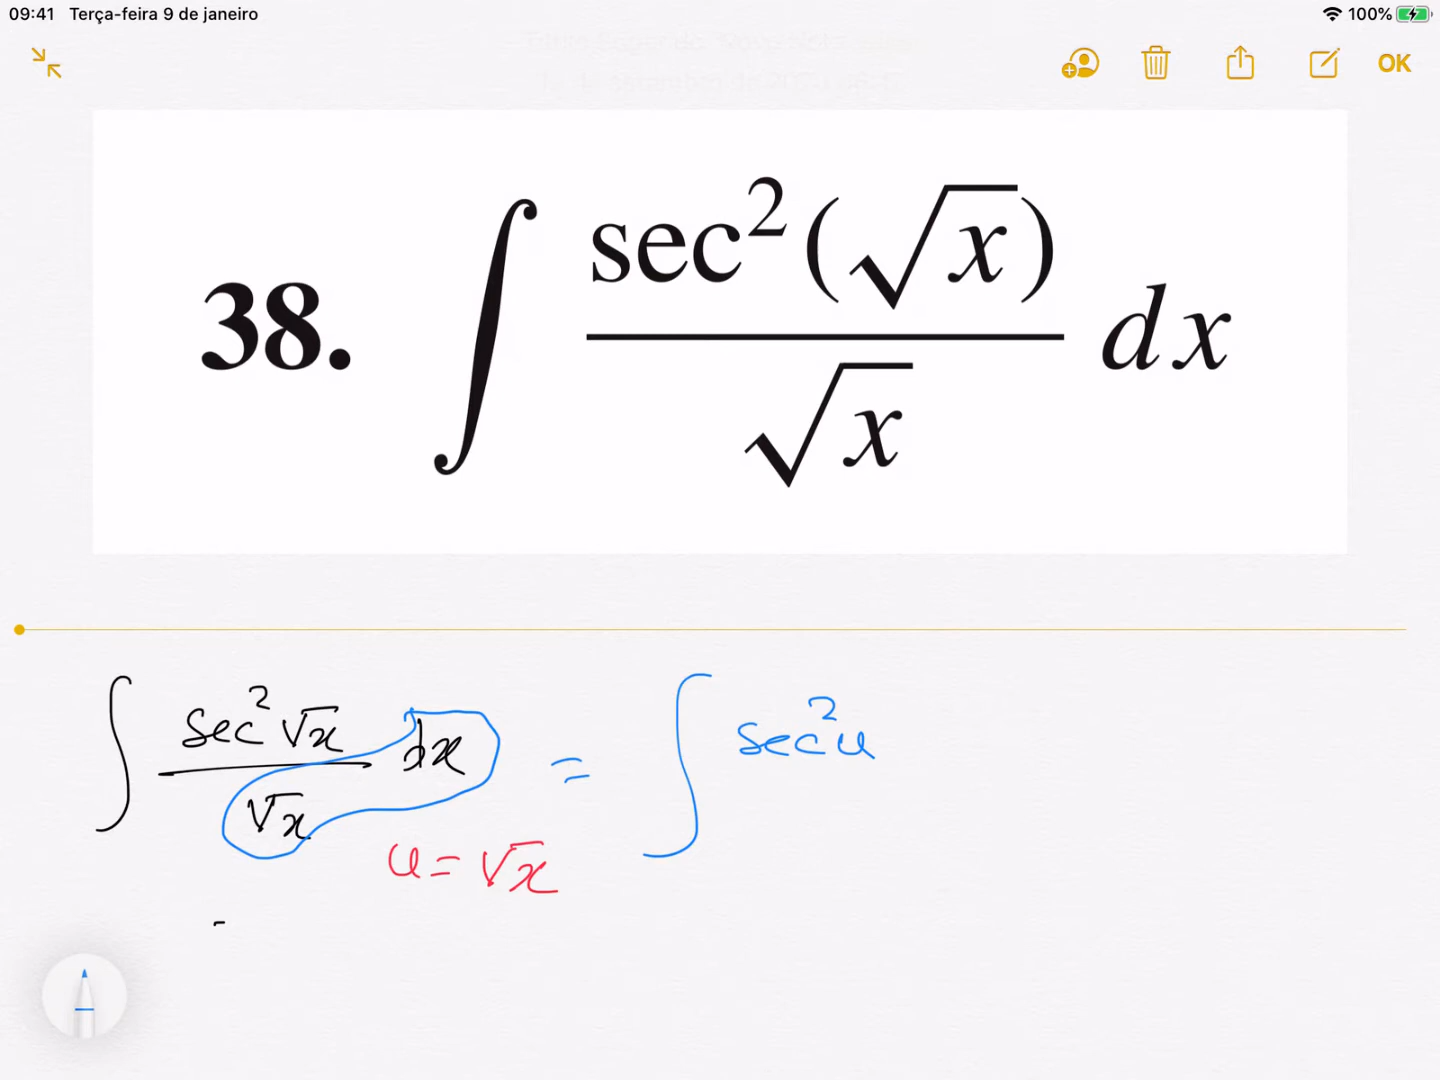 09:41 Terça-feira 9 de janeiro 100%
OK
38. ∫ sec²(√x)/√x dx
∫ sec²√x/√x dx = ∫ sec²u
u = √x